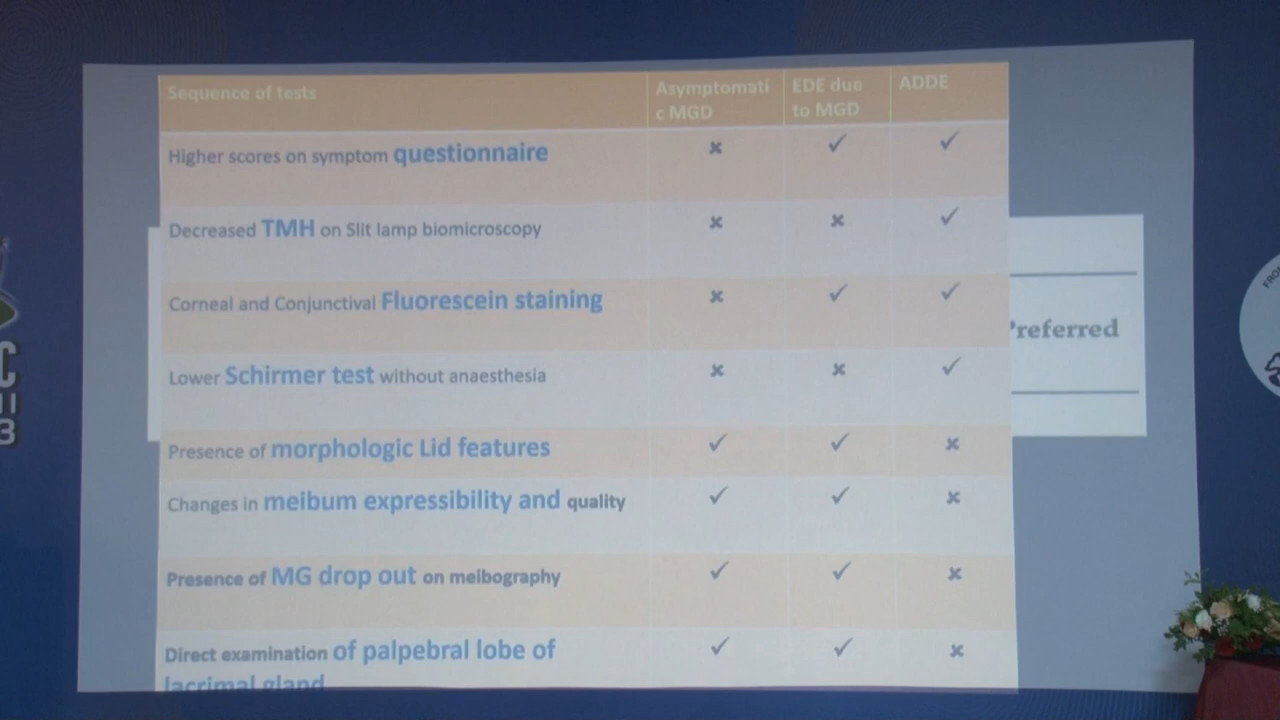 Sequence of tests
Asymptomati
c MGD
EDE due
to MGD
ADDE
Higher scores on symptom questionnaire
✖ ✓ ✓
Decreased TMH on Slit lamp biomicroscopy
✖ ✖ ✓
Corneal and Conjunctival Fluorescein staining
✖ ✓ ✓
Lower Schirmer test without anaesthesia
✖ ✖ ✓
Presence of morphologic Lid features
✓ ✓ ✖
Changes in meibum expressibility and quality
✓ ✓ ✖
Presence of MG drop out on meibography
✓ ✓ ✖
Direct examination of palpebral lobe of
lacrimal gland
✓ ✓ ✖
Preferred